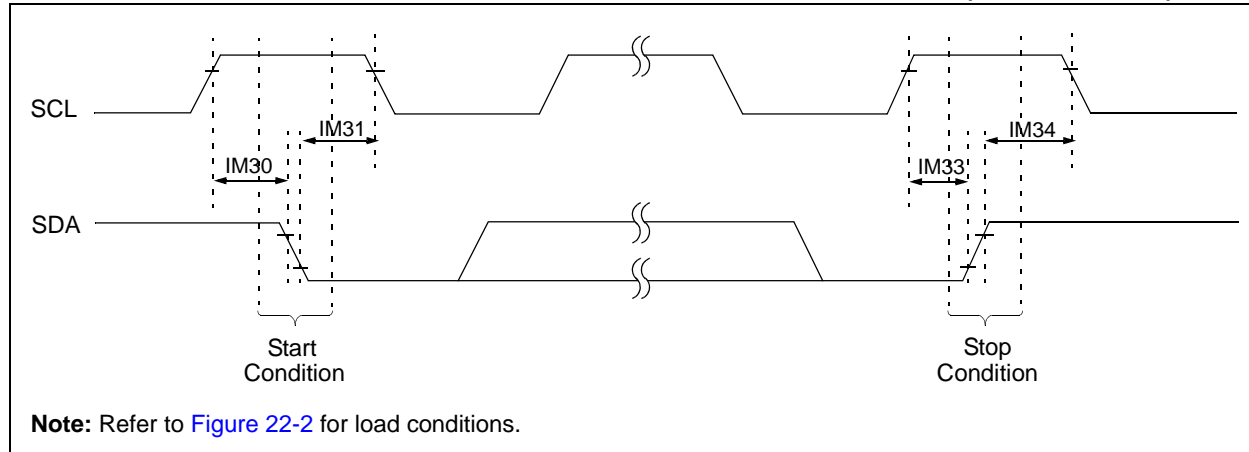 SCL
IM31
IM34
IM30
IM33
SDA
Start
Condition
Stop
Condition
Note: Refer to Figure 22-2 for load conditions.